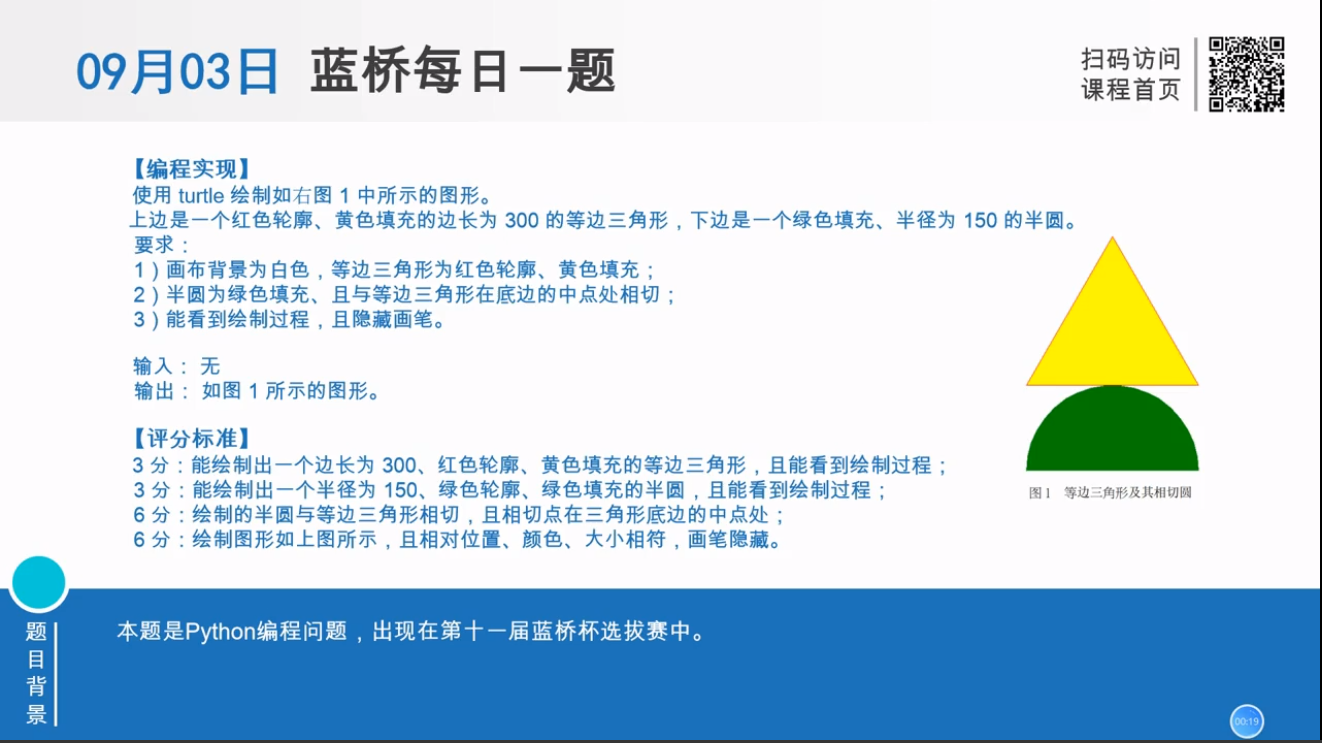 09月03日 蓝桥每日一题
扫码访问
课程首页
【编程实现】
使用 turtle 绘制如右图 1 中所示的图形。
上边是一个红色轮廓、黄色填充的边长为 300 的等边三角形，下边是一个绿色填充、半径为 150 的半圆。
要求：
1）画布背景为白色，等边三角形为红色轮廓、黄色填充；
2）半圆为绿色填充、且与等边三角形在底边的中点处相切；
3）能看到绘制过程，且隐藏画笔。
输入： 无
输出： 如图 1 所示的图形。
【评分标准】
3 分：能绘制出一个边长为 300、红色轮廓、黄色填充的等边三角形，且能看到绘制过程；
3 分：能绘制出一个半径为 150、绿色轮廓、绿色填充的半圆，且能看到绘制过程；
6 分：绘制的半圆与等边三角形相切，且相切点在三角形底边的中点处；
6 分：绘制图形如上图所示，且相对位置、颜色、大小相符，画笔隐藏。
图 1 等边三角形及其相切圆
题目背景
本题是Python编程问题，出现在第十一届蓝桥杯选拔赛中。
00:19